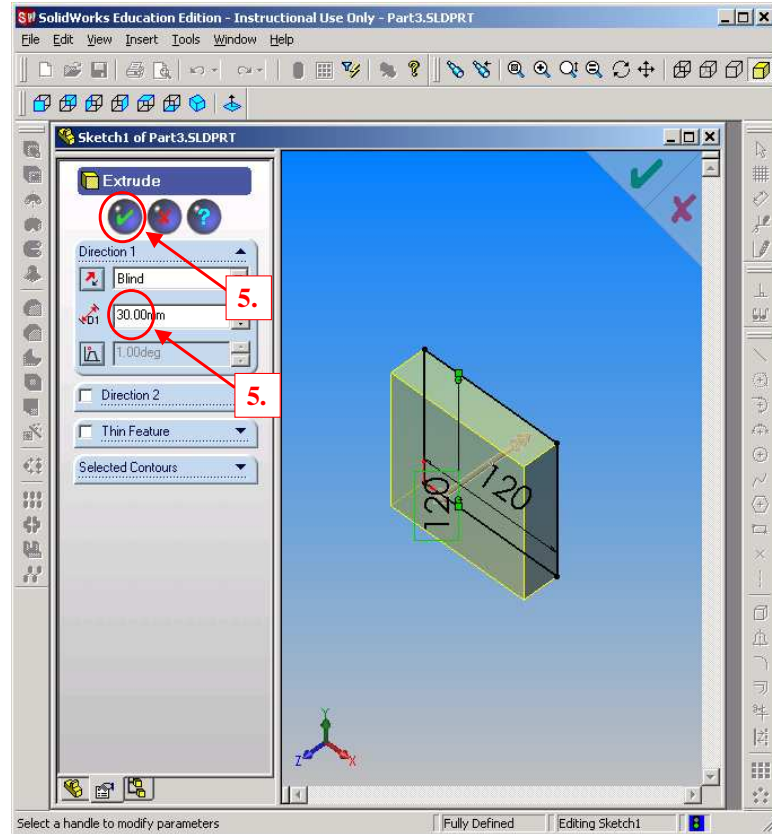 SolidWorks Education Edition - Instructional Use Only - Part3.SLDPRT
File Edit View Insert Tools Window Help
Sketch1 of Part3.SLDPRT
Extrude
Direction 1
Blind
5.
D1 30.00mm
1.00deg
5.
Direction 2
Thin Feature
Selected Contours
120
120
Y
Z X
Select a handle to modify parameters Fully Defined Editing Sketch1